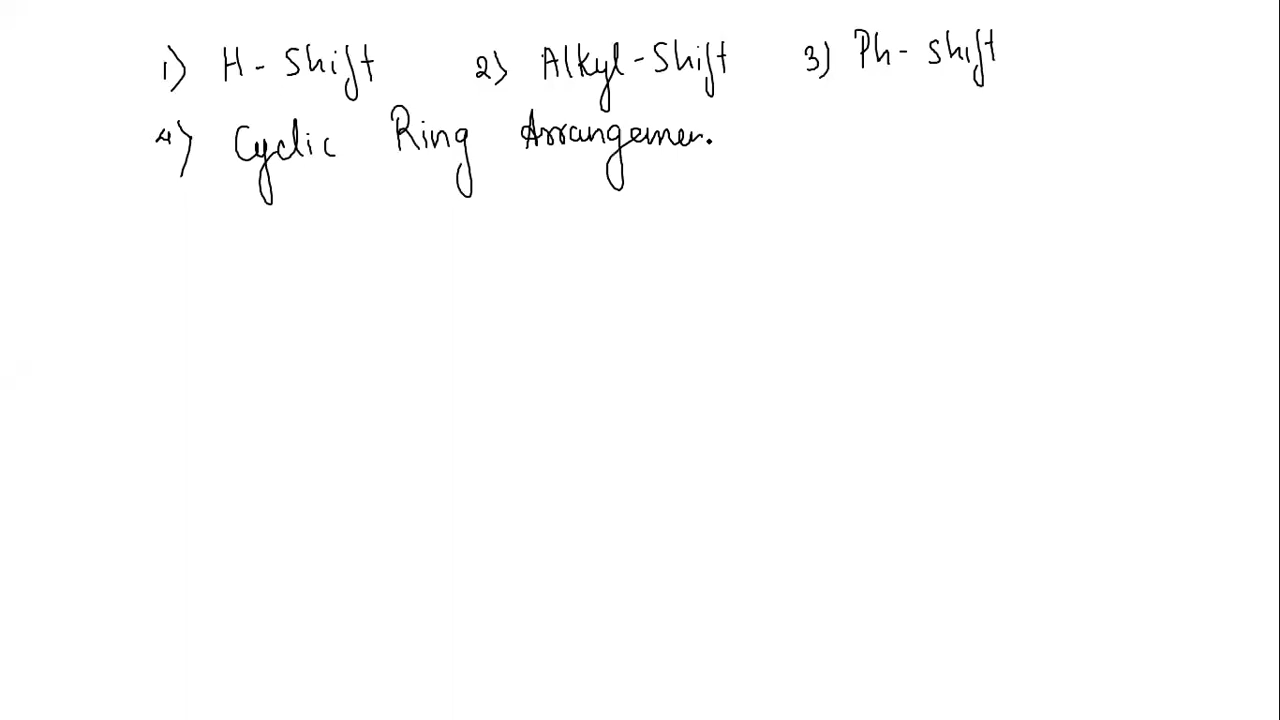 1) H - Shift 2) Alkyl - Shift 3) Ph - Shift
4) Cyclic Ring Arrangemen.